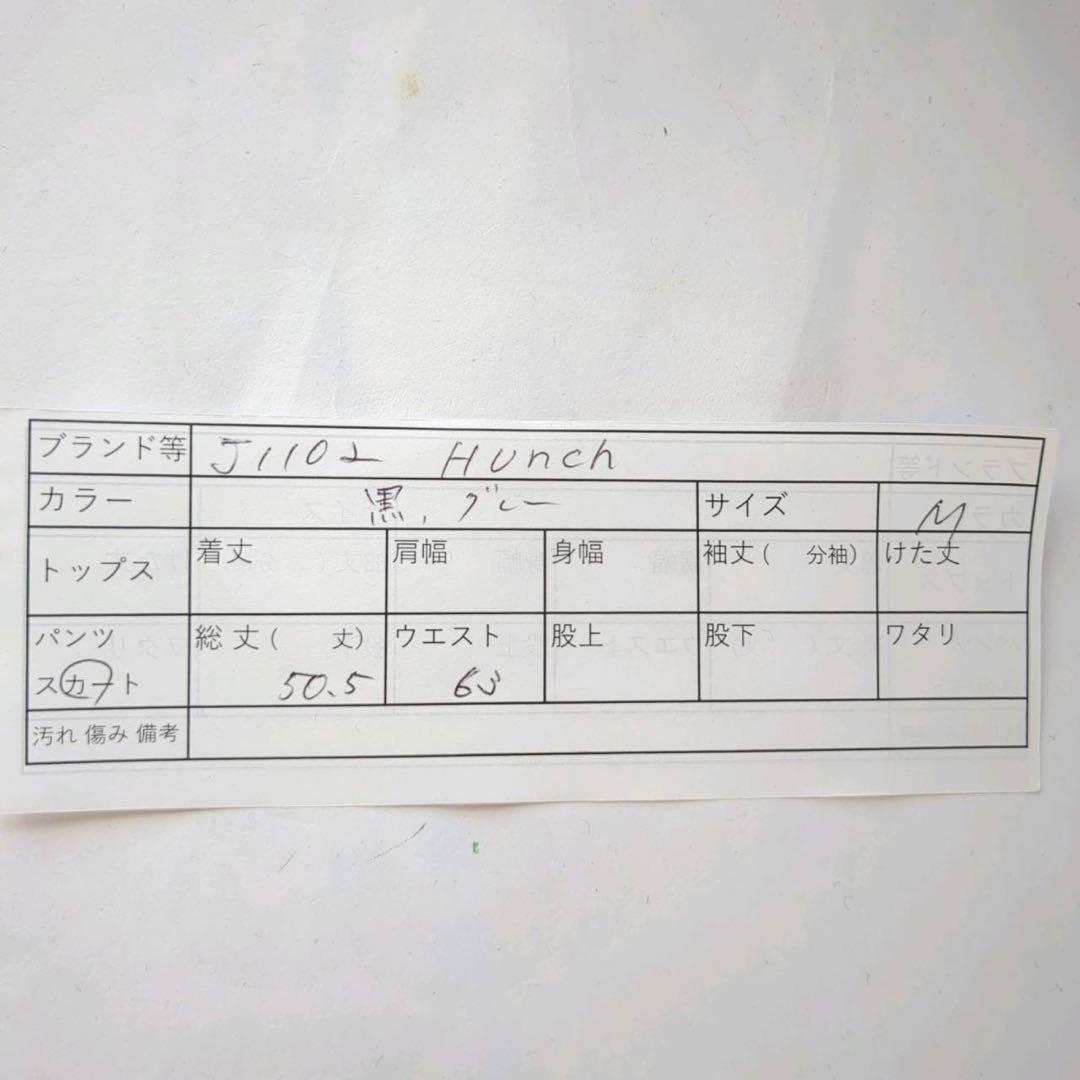 ブランド等 J1102 Hunch
カラー 黒, グレー サイズ M
トップス 着丈 肩幅 身幅 袖丈( 分袖) けた丈
パンツ 総丈( 丈) ウエスト 股上 股下 ワタリ
スカート 50.5 63
汚れ 傷み 備考